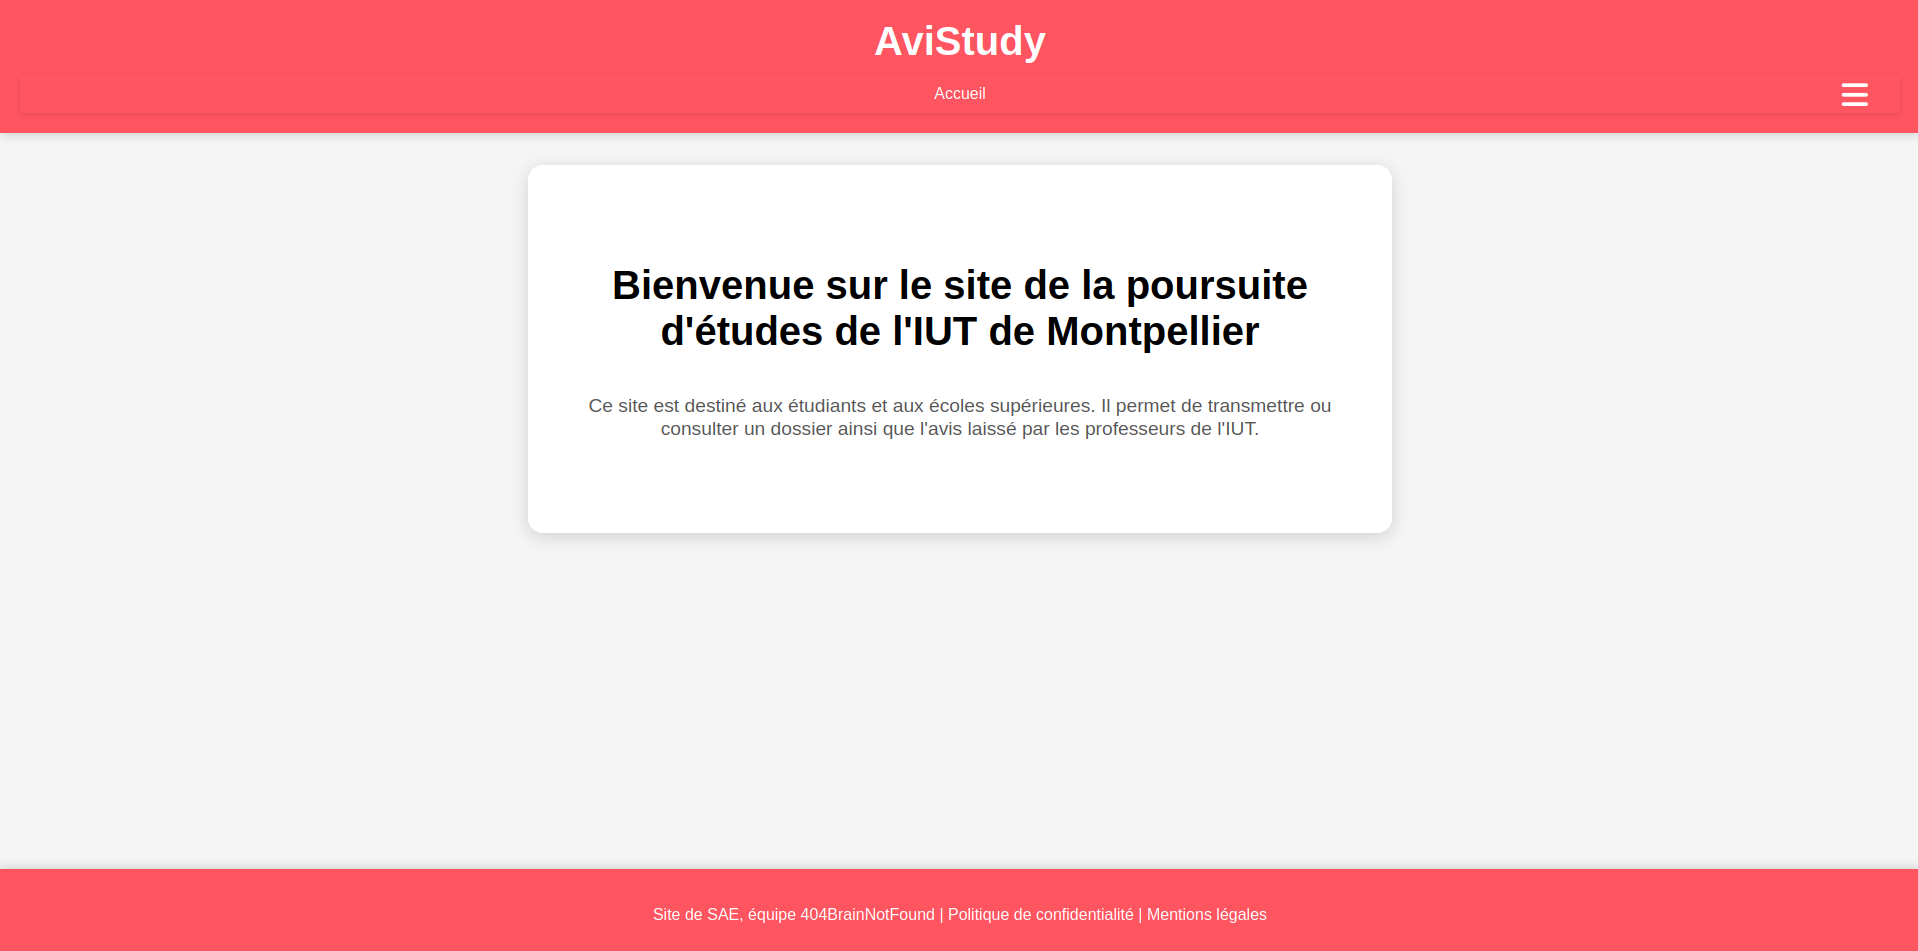 AviStudy
Accueil
Bienvenue sur le site de la poursuite
d'études de l'IUT de Montpellier
Ce site est destiné aux étudiants et aux écoles supérieures. Il permet de transmettre ou
consulter un dossier ainsi que l'avis laissé par les professeurs de l'IUT.
Site de SAE, équipe 404BrainNotFound | Politique de confidentialité | Mentions légales